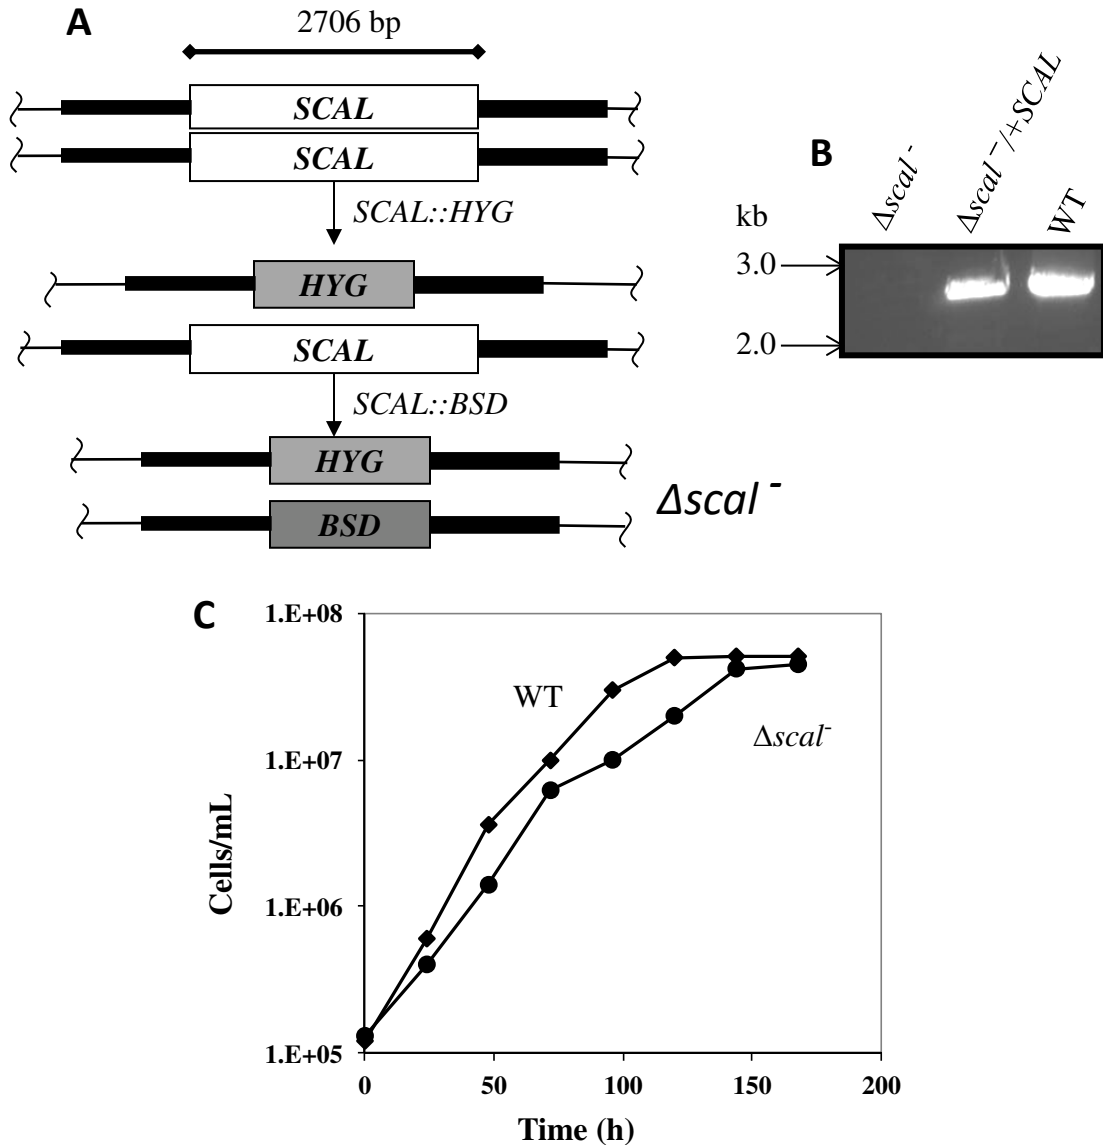 A
2706 bp
SCAL
SCAL
SCAL::HYG
HYG
SCAL
SCAL::BSD
HYG
BSD
Δscal -
B
kb
Δscal -
Δscal -/+SCAL
WT
3.0
2.0
C
1.E+08
1.E+07
1.E+06
1.E+05
Cells/mL
WT
Δscal-
0
50
100
150
200
Time (h)